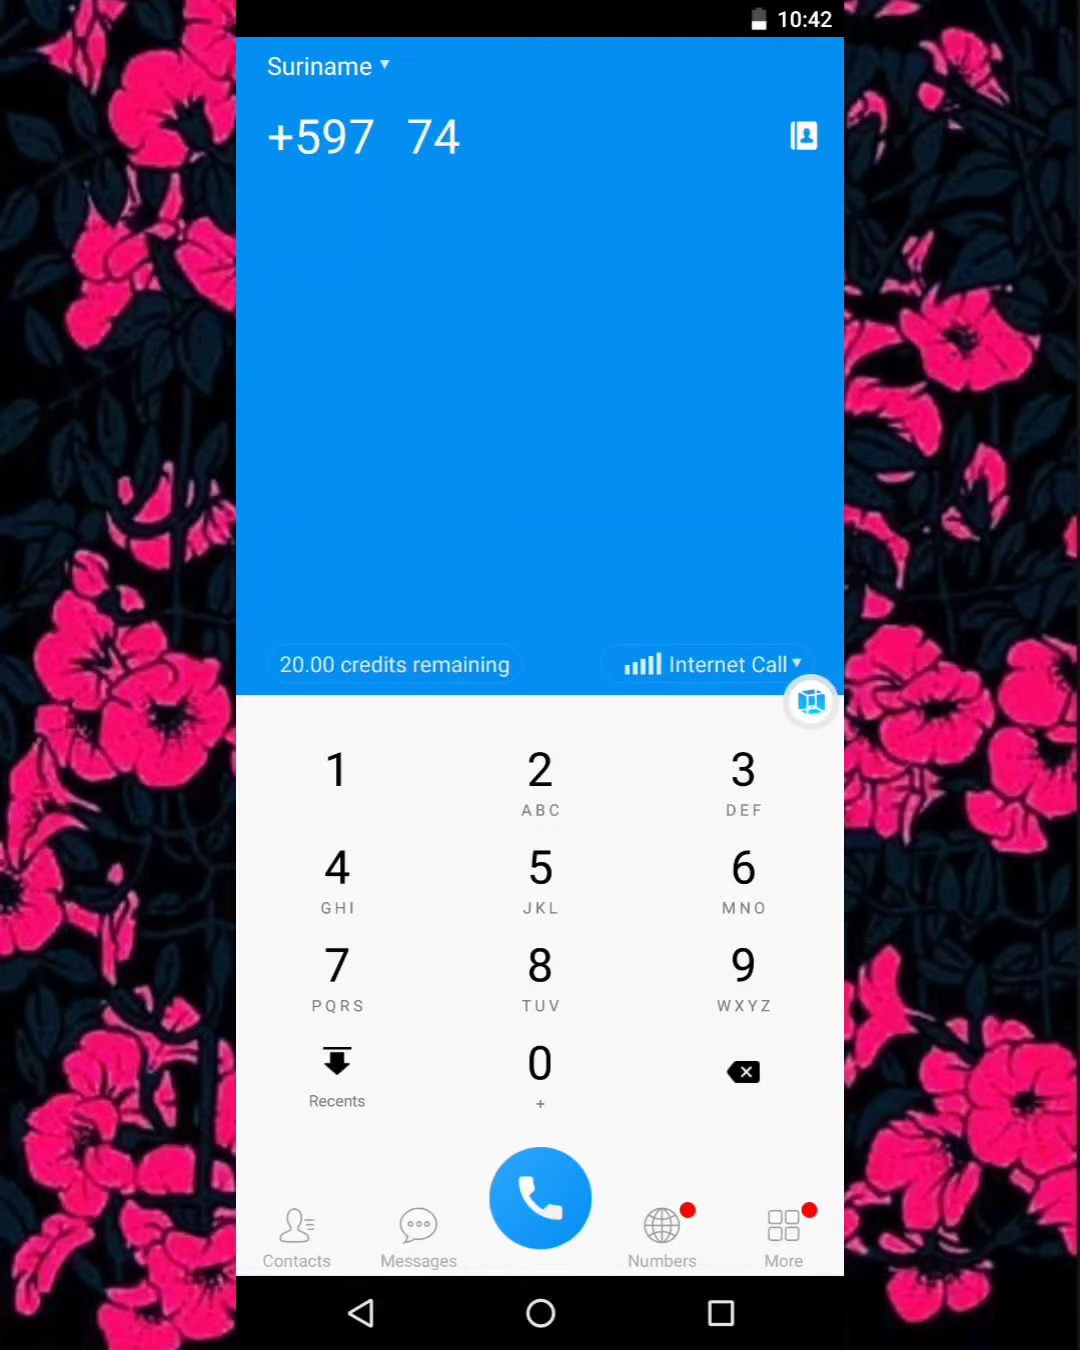 10:42
Suriname
+597 74
20.00 credits remaining
Internet Call
1
2
3
ABC
DEF
4
5
6
GHI
JKL
MNO
7
8
9
PQRS
TUV
WXYZ
0
Recents
+
Contacts
Messages
Numbers
More